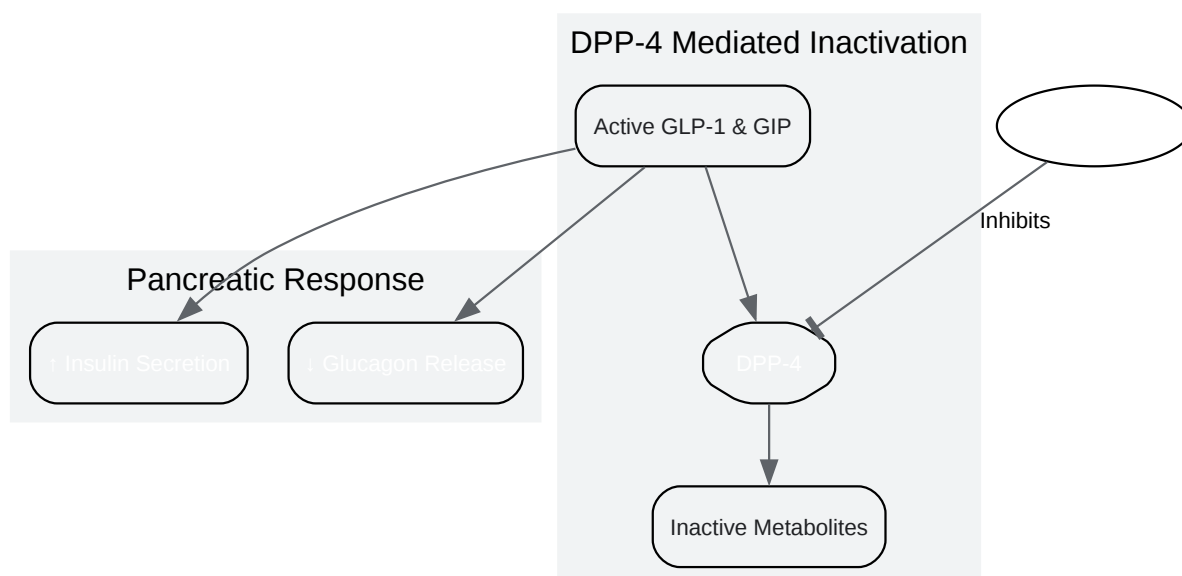 DPP-4 Mediated Inactivation
Active GLP-1 & GIP
Inhibits
Pancreatic Response
↑ Insulin Secretion
↓ Glucagon Release
DPP-4
Inactive Metabolites